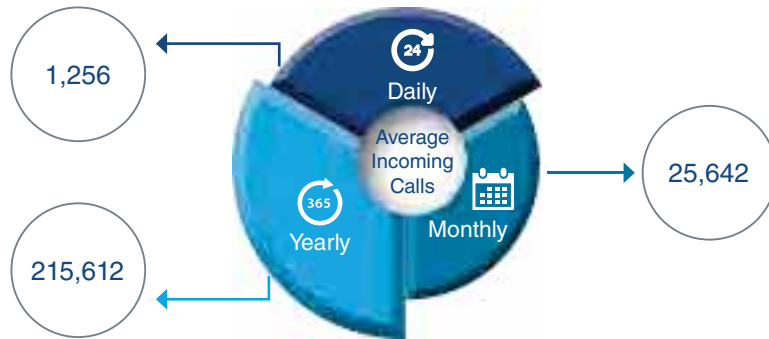 1,256
24
Daily
Average
Incoming
Calls
25,642
365
Yearly
Monthly
215,612